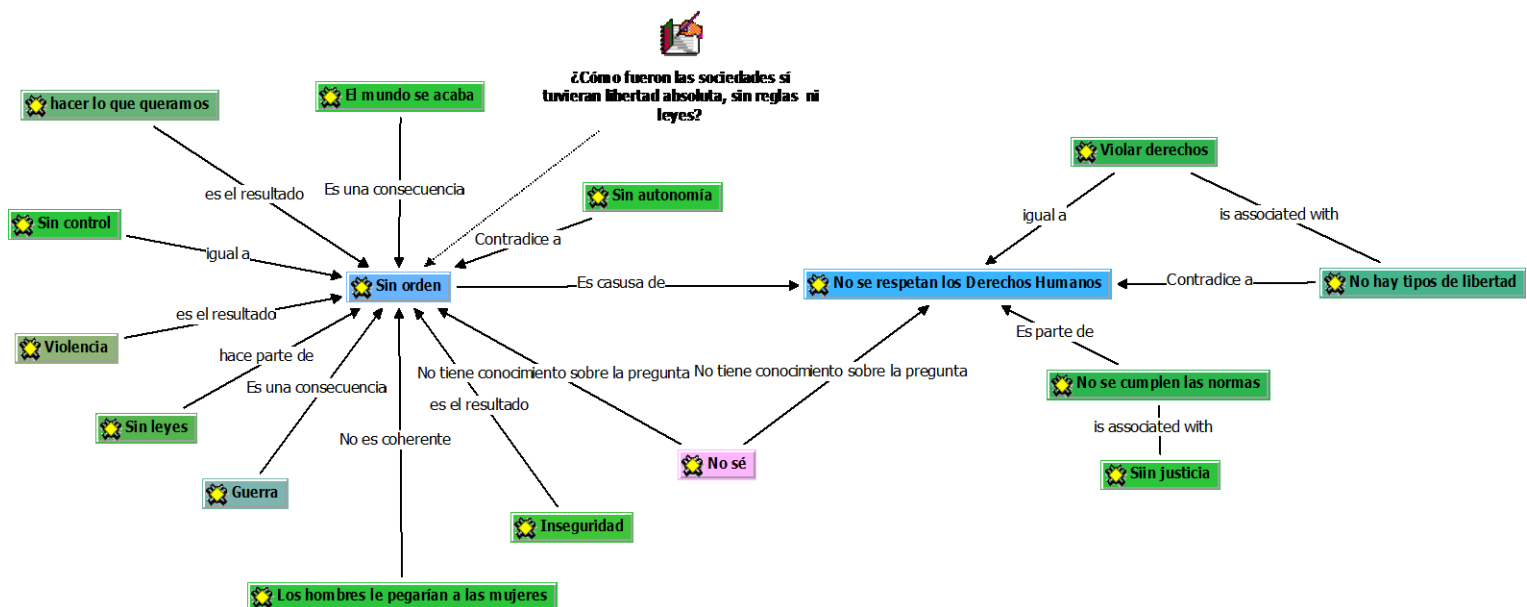 ¿Cómo fueron las sociedades sí
tuvieran libertad absoluta, sin reglas ni
leyes?
hacer lo que queramos
El mundo se acaba
Violar derechos
es el resultado
Es una consecuencia
Sin autonomía
Sin control
igual a
is associated with
igual a
Contradice a
Sin orden
Es casusa de
No se respetan los Derechos Humanos
Contradice a
No hay tipos de libertad
es el resultado
Violencia
hace parte de
Es parte de
Es una consecuencia
No tiene conocimiento sobre la pregunta
No tiene conocimiento sobre la pregunta
No se cumplen las normas
es el resultado
Sin leyes
No es coherente
is associated with
No sé
Siin justicia
Guerra
Inseguridad
Los hombres le pegarían a las mujeres